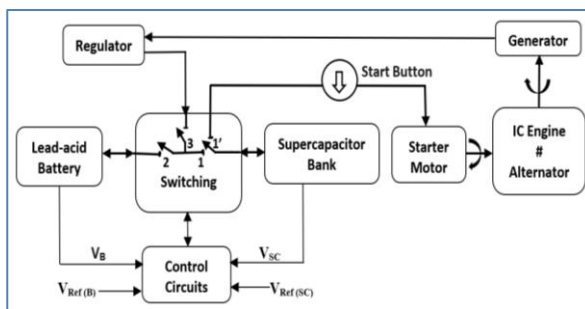 Regulator
Generator
Start Button
Lead-acid
Battery
2
3
1
1'
Switching
Supercapacitor
Bank
Starter
Motor
IC Engine
#
Alternator
V_B
V_SC
Control
Circuits
V_Ref (B)
V_Ref (SC)